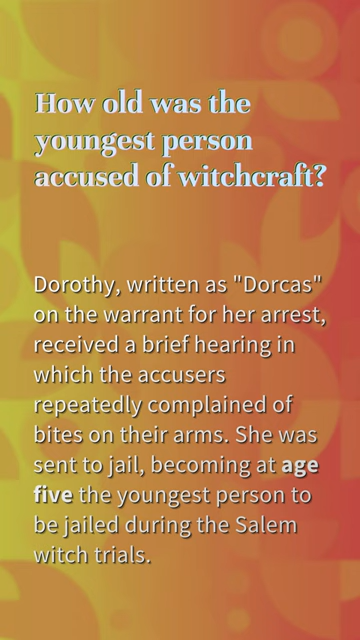 How old was the
youngest person
accused of witchcraft?
Dorothy, written as "Dorcas"
on the warrant for her arrest,
received a brief hearing in
which the accusers
repeatedly complained of
bites on their arms. She was
sent to jail, becoming at age
five the youngest person to
be jailed during the Salem
witch trials.